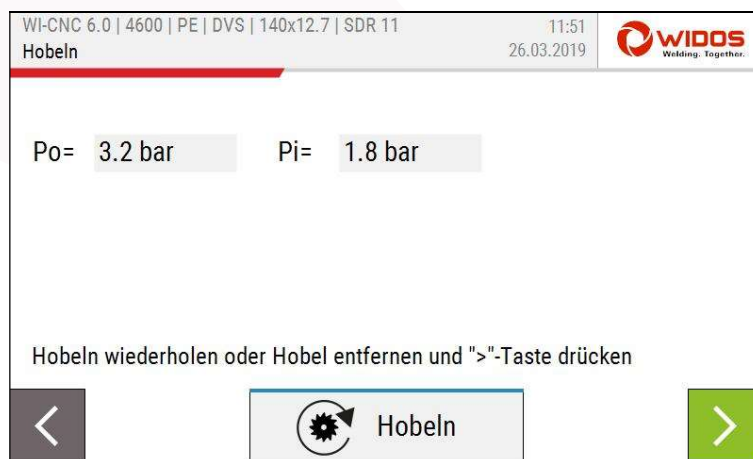 WI-CNC 6.0 | 4600 | PE | DVS | 140x12.7 | SDR 11
Hobeln
11:51
26.03.2019
WIDOS
Welding. Together.
Po= 3.2 bar Pi= 1.8 bar
Hobeln wiederholen oder Hobel entfernen und ">"-Taste drücken
< Hobeln >